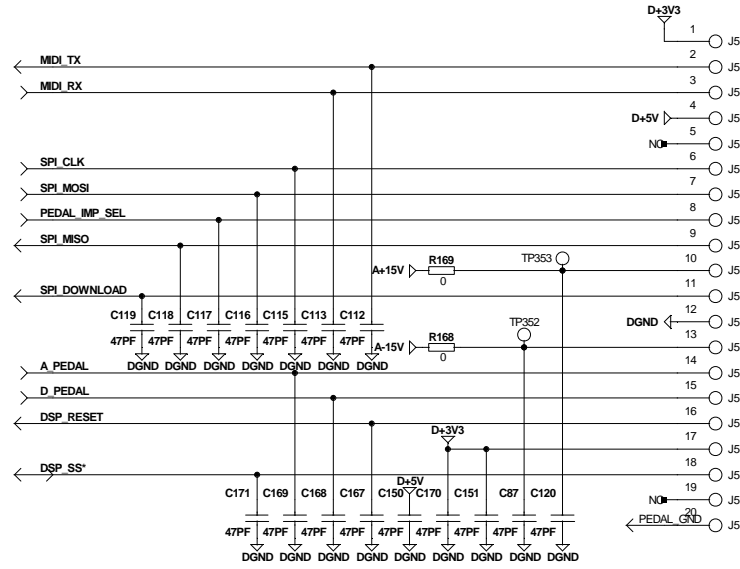 D+3V3
1 J5
MIDI_TX 2 J5
MIDI_RX 3 J5
D+5V 4 J5
NC 5 J5
SPI_CLK 6 J5
SPI_MOSI 7 J5
PEDAL_IMP_SEL 8 J5
SPI_MISO 9 J5
A+15V R169 0 TP353 10 J5
SPI_DOWNLOAD 11 J5
C119 C118 C117 C116 C115 C113 C112
DGND 12 J5
TP352
47PF 47PF 47PF 47PF 47PF 47PF 47PF
A-15V R168 0 13 J5
DGND DGND DGND DGND DGND DGND DGND
A_PEDAL 14 J5
D_PEDAL 15 J5
DSP_RESET 16 J5
D+3V3 17 J5
DSP_SS* 18 J5
D+5V
C171 C169 C168 C167 C150 C170 C151 C87 C120
NC 19 J5
PEDAL_GND 20 J5
47PF 47PF 47PF 47PF 47PF 47PF 47PF 47PF 47PF
DGND DGND DGND DGND DGND DGND DGND DGND DGND